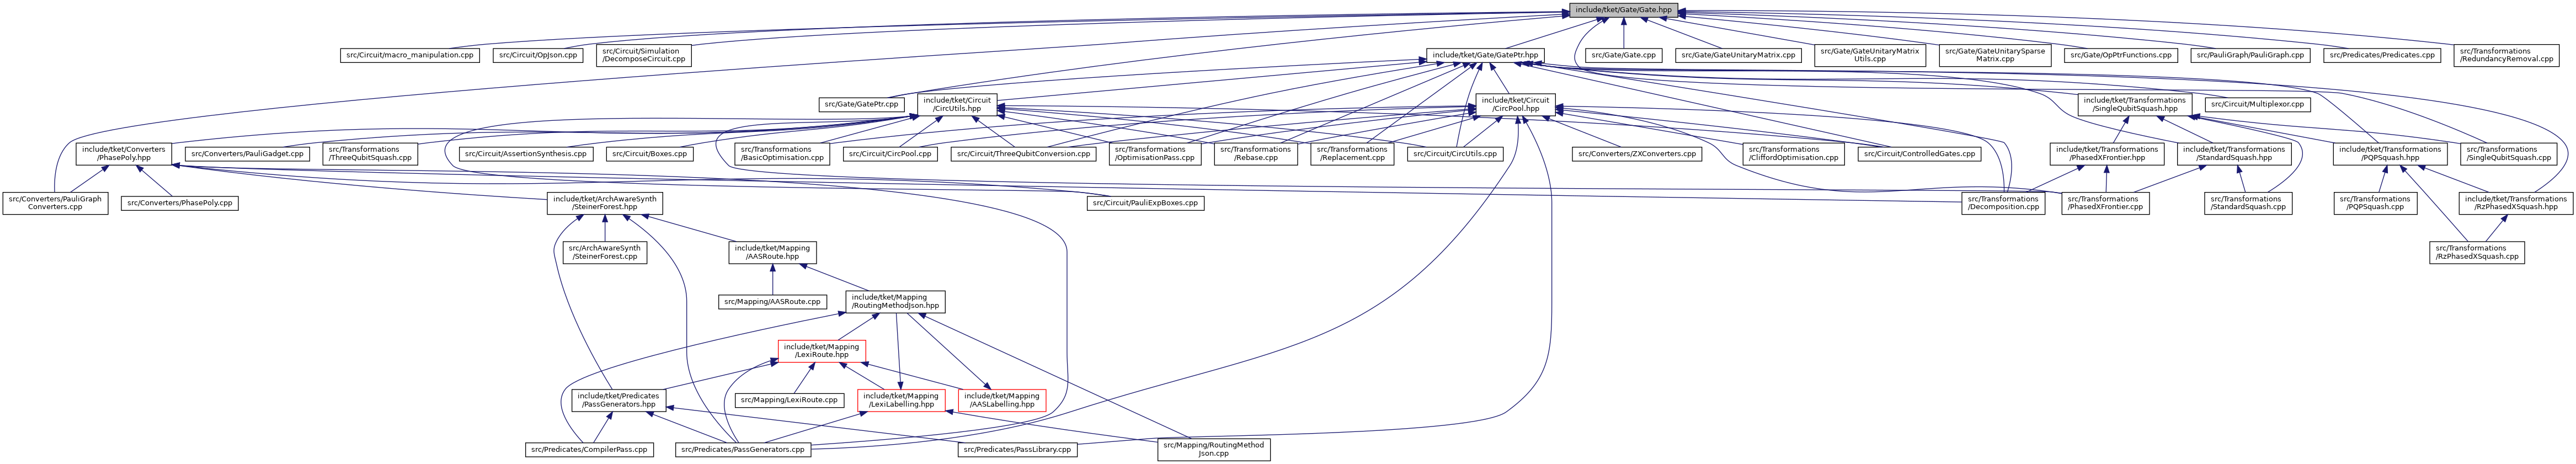 include/tket/Gate/Gate.hpp
src/Circuit/macro_manipulation.cpp
src/Circuit/OpJson.cpp
src/Circuit/Simulation
/DecomposeCircuit.cpp
include/tket/Gate/GatePtr.hpp
src/Gate/Gate.cpp
src/Gate/GateUnitaryMatrix.cpp
src/Gate/GateUnitaryMatrix
Utils.cpp
src/Gate/GateUnitarySparse
Matrix.cpp
src/Gate/OpPtrFunctions.cpp
src/PauliGraph/PauliGraph.cpp
src/Predicates/Predicates.cpp
src/Transformations
/RedundancyRemoval.cpp
src/Gate/GatePtr.cpp
include/tket/Circuit
/CircUtils.hpp
include/tket/Circuit
/CircPool.hpp
include/tket/Transformations
/SingleQubitSquash.hpp
src/Circuit/Multiplexor.cpp
include/tket/Converters
/PhasePoly.hpp
src/Converters/PauliGadget.cpp
src/Transformations
/ThreeQubitSquash.cpp
src/Circuit/AssertionSynthesis.cpp
src/Circuit/Boxes.cpp
src/Transformations
/BasicOptimisation.cpp
src/Circuit/CircPool.cpp
src/Circuit/ThreeQubitConversion.cpp
src/Transformations
/OptimisationPass.cpp
src/Transformations
/Rebase.cpp
src/Transformations
/Replacement.cpp
src/Circuit/CircUtils.cpp
src/Converters/ZXConverters.cpp
src/Transformations
/CliffordOptimisation.cpp
src/Circuit/ControlledGates.cpp
include/tket/Transformations
/PhasedXFrontier.hpp
include/tket/Transformations
/StandardSquash.hpp
include/tket/Transformations
/PQPSquash.hpp
src/Transformations
/SingleQubitSquash.cpp
src/Converters/PauliGraph
Converters.cpp
src/Converters/PhasePoly.cpp
include/tket/ArchAwareSynth
/SteinerForest.hpp
src/Circuit/PauliExpBoxes.cpp
src/Transformations
/Decomposition.cpp
src/Transformations
/PhasedXFrontier.cpp
src/Transformations
/StandardSquash.cpp
src/Transformations
/PQPSquash.cpp
include/tket/Transformations
/RzPhasedXSquash.hpp
src/ArchAwareSynth
/SteinerForest.cpp
include/tket/Mapping
/AASRoute.hpp
src/Transformations
/RzPhasedXSquash.cpp
src/Mapping/AASRoute.cpp
include/tket/Mapping
/RoutingMethodJson.hpp
include/tket/Mapping
/LexiRoute.hpp
include/tket/Predicates
/PassGenerators.hpp
src/Mapping/LexiRoute.cpp
include/tket/Mapping
/LexiLabelling.hpp
include/tket/Mapping
/AASLabelling.hpp
src/Predicates/CompilerPass.cpp
src/Predicates/PassGenerators.cpp
src/Predicates/PassLibrary.cpp
src/Mapping/RoutingMethod
Json.cpp